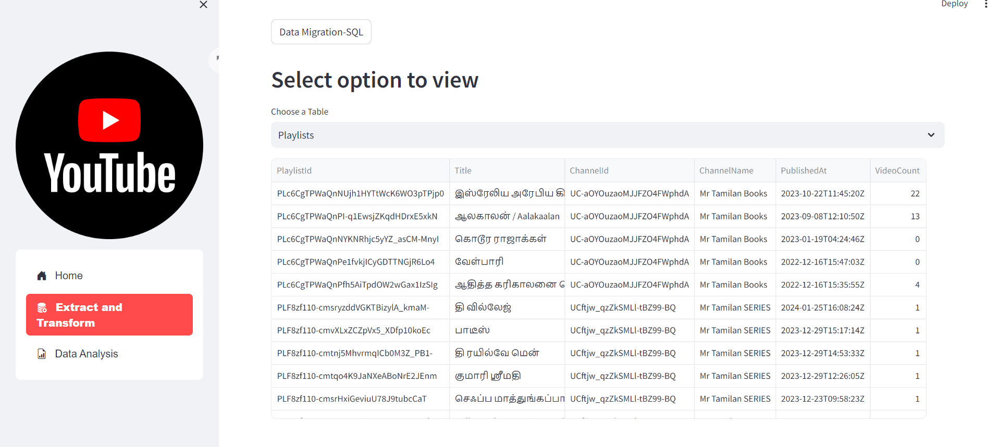 Deploy
Data Migration-SQL
YouTube
Home
Extract and
Transform
Data Analysis
Select option to view
Choose a Table
Playlists
PlaylistId Title ChannelId ChannelName PublishedAt VideoCount
PLc6CgTPWaQnNUjh1HYTtWcK6WO3pTPjp0 இஸ்ரேலிய அரேபிய கி UC-aOYOuzaoMJJFZO4FWphdA Mr Tamilan Books 2023-10-22T11:45:20Z 22
PLc6CgTPWaQnPI-q1EwsjZKqdHDrxE5xkN ஆலகாலன் / Aalakaalan UC-aOYOuzaoMJJFZO4FWphdA Mr Tamilan Books 2023-09-08T12:10:50Z 13
PLc6CgTPWaQnNYKNRhjc5yYZ_asCM-MnyI கொடூர ராஜாக்கள் UC-aOYOuzaoMJJFZO4FWphdA Mr Tamilan Books 2023-01-19T04:24:46Z 0
PLc6CgTPWaQnPe1fvkjICyGDTTNGjR6Lo4 வேள்பாரி UC-aOYOuzaoMJJFZO4FWphdA Mr Tamilan Books 2022-12-16T15:47:03Z 0
PLc6CgTPWaQnPfh5AiTpdOW2wGax1IzSIg ஆதித்த கரிகாலனை UC-aOYOuzaoMJJFZO4FWphdA Mr Tamilan Books 2022-12-16T15:35:55Z 4
PLF8zf110-cmsryzddVGKTBizylA_kmaM- தி வில்லேஜ் UCftjw_qzZkSMLl-tBZ99-BQ Mr Tamilan SERIES 2024-01-25T16:08:24Z 1
PLF8zf110-cmvXLxZCZpVx5_XDfp10koEc பாடீஸ் UCftjw_qzZkSMLl-tBZ99-BQ Mr Tamilan SERIES 2023-12-29T15:17:14Z 1
PLF8zf110-cmtnj5MhvrmqICb0M3Z_PB1- தி ரயில்வே மென் UCftjw_qzZkSMLl-tBZ99-BQ Mr Tamilan SERIES 2023-12-29T14:53:33Z 1
PLF8zf110-cmtqo4K9JaNXeABoNrE2JEnm குமாரி ஸ்ரீமதி UCftjw_qzZkSMLl-tBZ99-BQ Mr Tamilan SERIES 2023-12-29T12:26:05Z 1
PLF8zf110-cmsrHxiGeviuU78J9tubcCaT செஃப்ப மாத்துங்கப்பா UCftjw_qzZkSMLl-tBZ99-BQ Mr Tamilan SERIES 2023-12-23T09:58:23Z 1